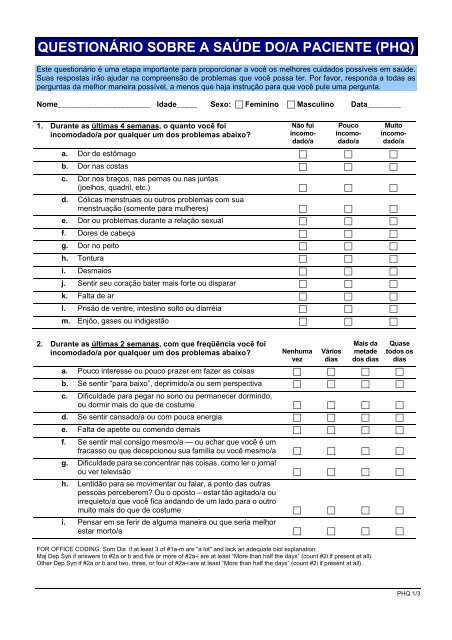 QUESTIONÁRIO SOBRE A SAÚDE DO/A PACIENTE (PHQ)
Este questionário é uma etapa importante para proporcionar a você os melhores cuidados possíveis em saúde.
Suas respostas irão ajudar na compreensão de problemas que você possa ter. Por favor, responda a todas as
perguntas da melhor maneira possível, a menos que haja instrução para que você pule uma pergunta.
Nome______________________ Idade_____ Sexo: □ Feminino □ Masculino Data________
1. Durante as últimas 4 semanas, o quanto você foi
incomodado/a por qualquer um dos problemas abaixo?
Não fui incomo-dado/a
Pouco incomo-dado/a
Muito incomo-dado/a
a. Dor de estômago
b. Dor nas costas
c. Dor nos braços, nas pernas ou nas juntas
(joelhos, quadril, etc.)
d. Cólicas menstruais ou outros problemas com sua
menstruação (somente para mulheres)
e. Dor ou problemas durante a relação sexual
f. Dores de cabeça
g. Dor no peito
h. Tontura
i. Desmaios
j. Sentir seu coração bater mais forte ou disparar
k. Falta de ar
l. Prisão de ventre, intestino solto ou diarréia
m. Enjôo, gases ou indigestão
2. Durante as últimas 2 semanas, com que freqüência você foi
incomodado/a por qualquer um dos problemas abaixo?
Nenhuma vez
Vários dias
Mais da metade dos dias
Quase todos os dias
a. Pouco interesse ou pouco prazer em fazer as coisas
b. Se sentir “para baixo”, deprimido/a ou sem perspectiva
c. Dificuldade para pegar no sono ou permanecer dormindo,
ou dormir mais do que de costume
d. Se sentir cansado/a ou com pouca energia
e. Falta de apetite ou comendo demais
f. Se sentir mal consigo mesmo/a — ou achar que você é um
fracasso ou que decepcionou sua família ou você mesmo/a
g. Dificuldade para se concentrar nas coisas, como ler o jornal
ou ver televisão
h. Lentidão para se movimentar ou falar, a ponto das outras
pessoas perceberem? Ou o oposto – estar tão agitado/a ou
irrequieto/a que você fica andando de um lado para o outro
muito mais do que de costume
i. Pensar em se ferir de alguma maneira ou que seria melhor
estar morto/a
FOR OFFICE CODING: Som Dis if at least 3 of #1a-m are “a lot” and lack an adequate biol explanation.
Maj Dep Syn if answers to #2a or b and five or more of #2a-i are at least “More than half the days” (count #2i if present at all).
Other Dep Syn if #2a or b and two, three, or four of #2a-i are at least “More than half the days” (count #2i if present at all).
PHQ 1/3